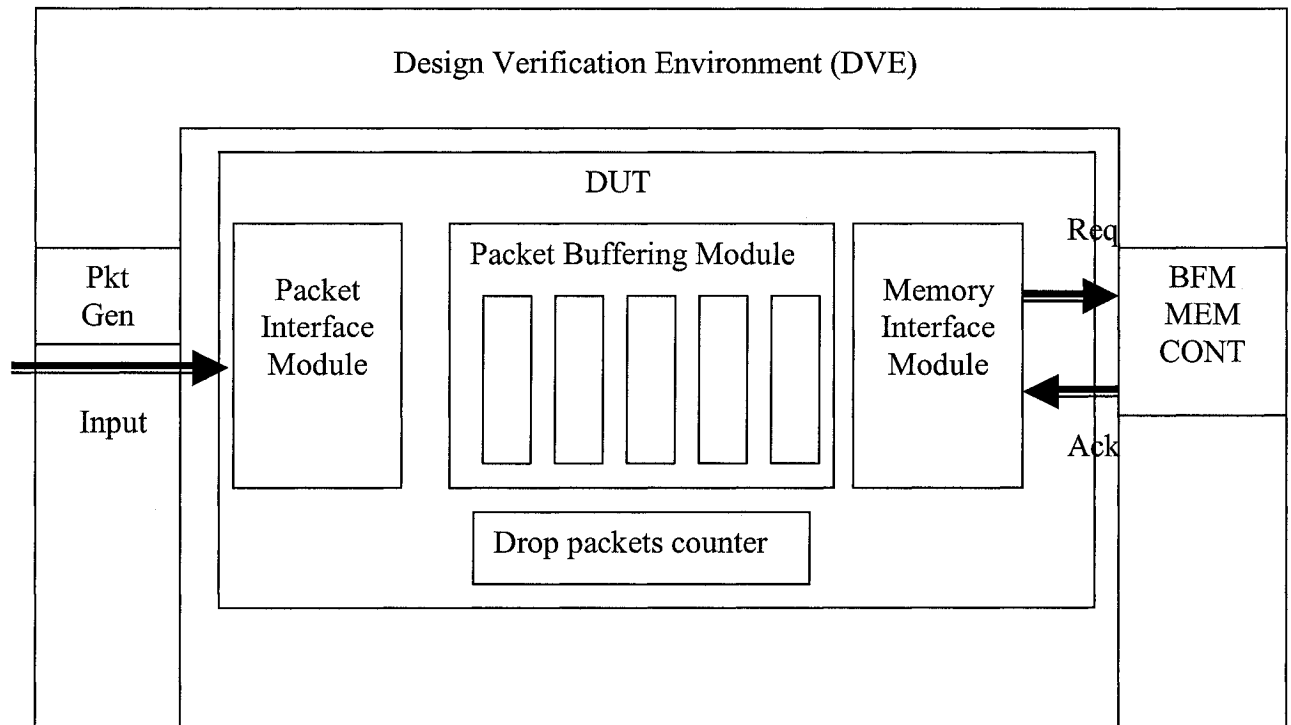 Design Verification Environment (DVE)
DUT
Pkt
Gen
Input
Packet
Interface
Module
Packet Buffering Module
Memory
Interface
Module
Req
BFM
MEM
CONT
Ack
Drop packets counter